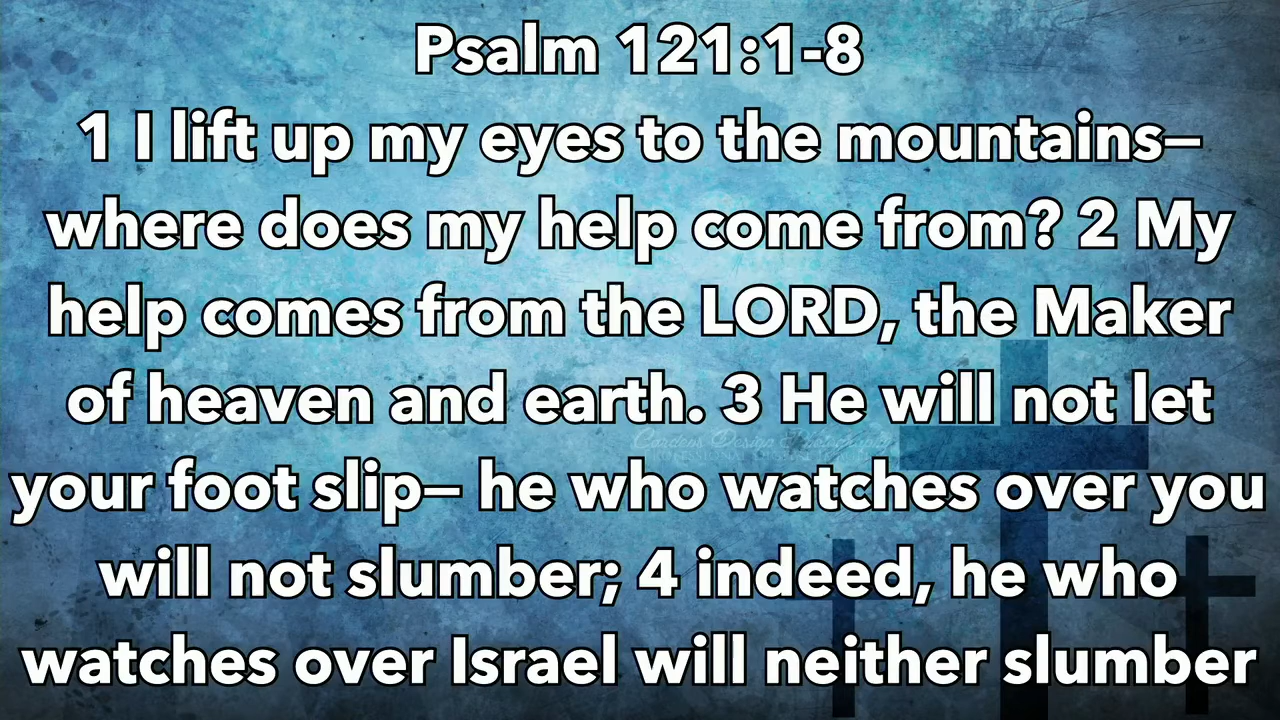 Psalm 121:1-8
1 I lift up my eyes to the mountains—
where does my help come from? 2 My
help comes from the LORD, the Maker
of heaven and earth. 3 He will not let
your foot slip— he who watches over you
will not slumber; 4 indeed, he who
watches over Israel will neither slumber